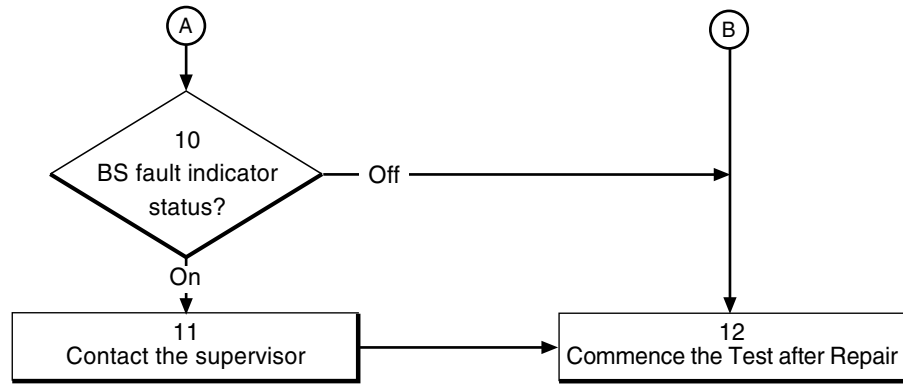 A
B
10
BS fault indicator
status?
Off
On
11
Contact the supervisor
12
Commence the Test after Repair